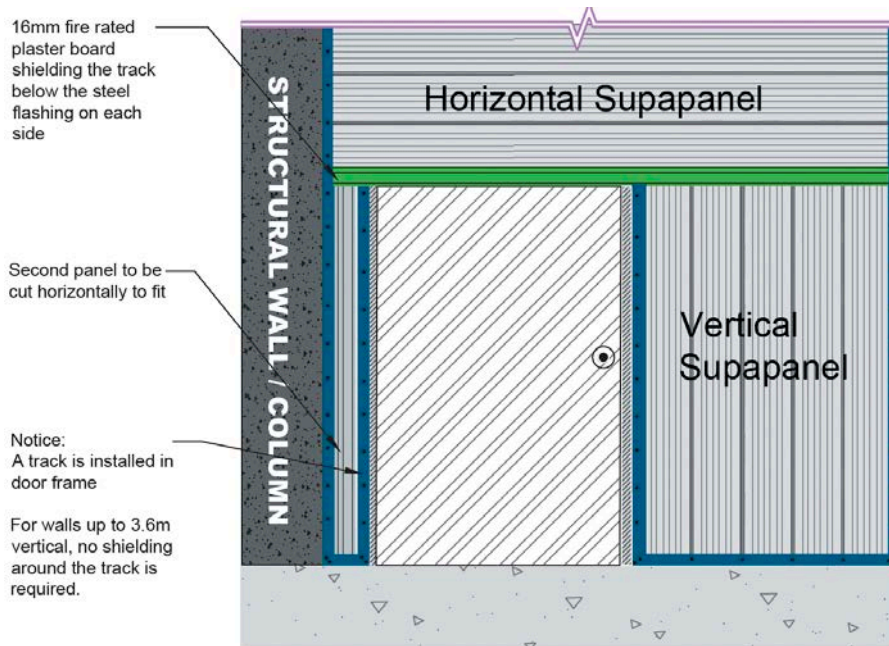 16mm fire rated
plaster board
shielding the track
below the steel
flashing on each
side
Horizontal Supapanel
STRUCTURAL WALL / COLUMN
Second panel to be
cut horizontally to fit
Vertical
Supapanel
Notice:
A track is installed in
door frame
For walls up to 3.6m
vertical, no shielding
around the track is
required.